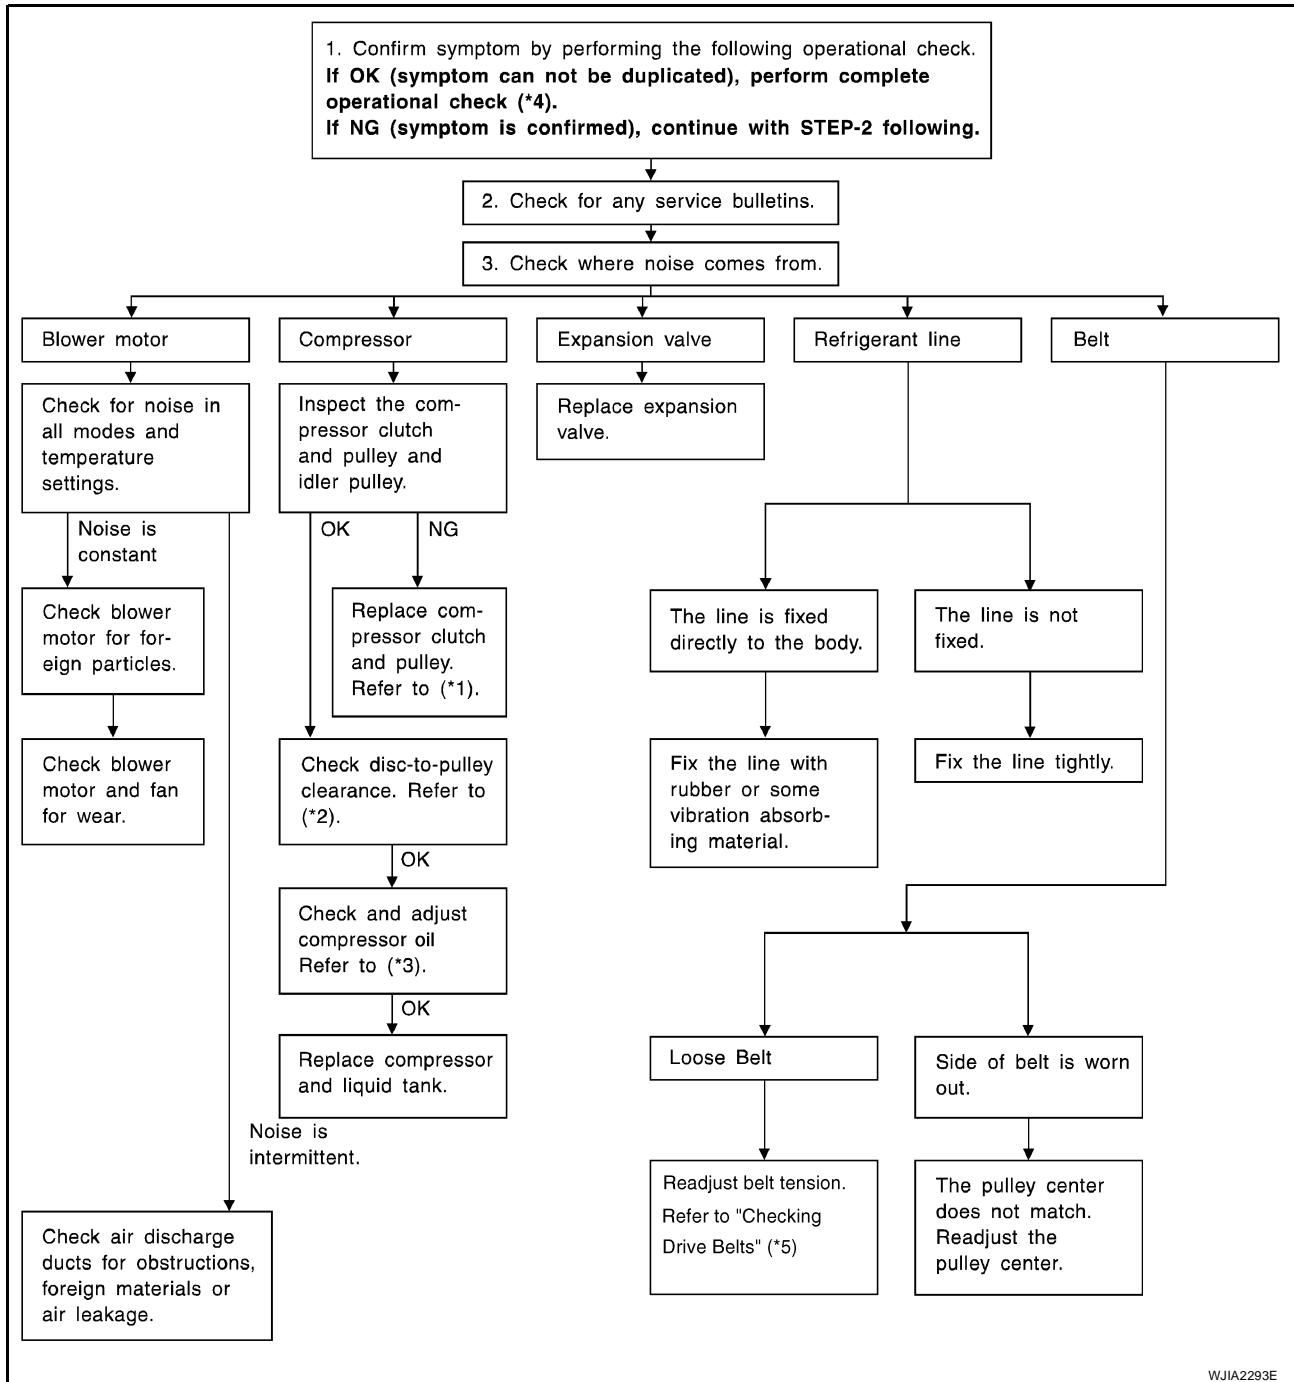 1. Confirm symptom by performing the following operational check.
If OK (symptom can not be duplicated), perform complete
operational check (*4).
If NG (symptom is confirmed), continue with STEP-2 following.
2. Check for any service bulletins.
3. Check where noise comes from.
Blower motor
Compressor
Expansion valve
Refrigerant line
Belt
Check for noise in
all modes and
temperature
settings.
Inspect the com-
pressor clutch
and pulley and
idler pulley.
Replace expansion
valve.
Noise is
constant
OK
NG
Check blower
motor for for-
eign particles.
Replace com-
pressor clutch
and pulley.
Refer to (*1).
The line is fixed
directly to the body.
The line is not
fixed.
Check blower
motor and fan
for wear.
Check disc-to-pulley
clearance. Refer to
(*2).
Fix the line with
rubber or some
vibration absorb-
ing material.
Fix the line tightly.
OK
Check and adjust
compressor oil
Refer to (*3).
OK
Replace compressor
and liquid tank.
Loose Belt
Side of belt is worn
out.
Noise is
intermittent.
Readjust belt tension.
Refer to "Checking
Drive Belts" (*5)
The pulley center
does not match.
Readjust the
pulley center.
Check air discharge
ducts for obstructions,
foreign materials or
air leakage.
WJIA2293E